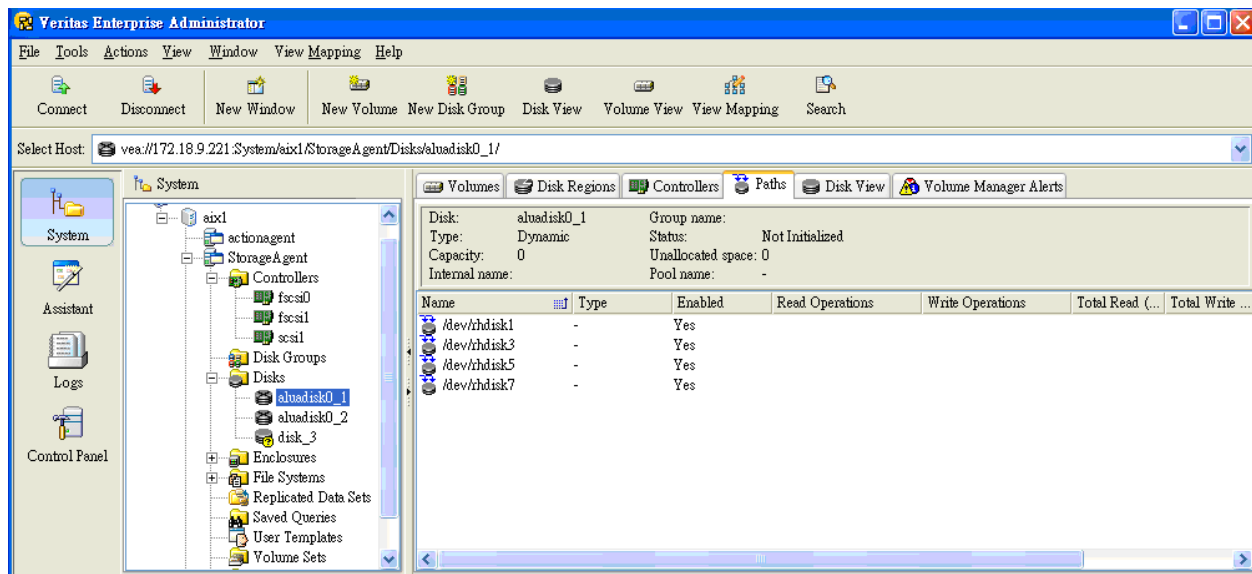 Veritas Enterprise Administrator
File Tools Actions View Window View Mapping Help
Connect Disconnect New Window New Volume New Disk Group Disk View Volume View View Mapping Search
Select Host: vea://172.18.9.221:System/aix1/StorageAgent/Disks/aluadisk0_1/
System
Assistant
Logs
Control Panel
System
aix1
actionagent
StorageAgent
Controllers
fscsi0
fscsi1
scsi1
Disk Groups
Disks
aluadisk0_1
aluadisk0_2
disk_3
Enclosures
File Systems
Replicated Data Sets
Saved Queries
User Templates
Volume Sets
Volumes Disk Regions Controllers Paths Disk View Volume Manager Alerts
Disk: aluadisk0_1 Group name:
Type: Dynamic Status: Not Initialized
Capacity: 0 Unallocated space: 0
Internal name: Pool name: -
Name Type Enabled Read Operations Write Operations Total Read (... Total Write ...
/dev/rhdisk1 - Yes
/dev/rhdisk3 - Yes
/dev/rhdisk5 - Yes
/dev/rhdisk7 - Yes